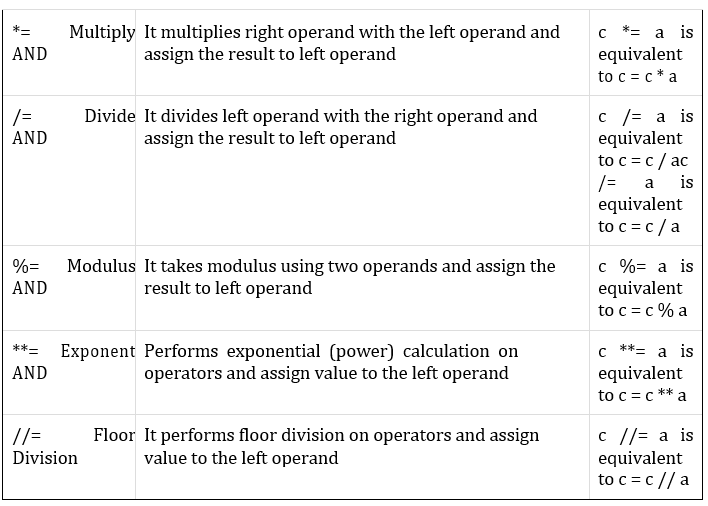 *= Multiply It multiplies right operand with the left operand and c *= a is
AND assign the result to left operand equivalent
to c = c * a
/= Divide It divides left operand with the right operand and c /= a is
AND assign the result to left operand equivalent
to c = c / ac
/= a is
equivalent
to c = c / a
%= Modulus It takes modulus using two operands and assign the c %= a is
AND result to left operand equivalent
to c = c % a
**= Exponent Performs exponential (power) calculation on c **= a is
AND operators and assign value to the left operand equivalent
to c = c ** a
//= Floor It performs floor division on operators and assign c //= a is
Division value to the left operand equivalent
to c = c // a